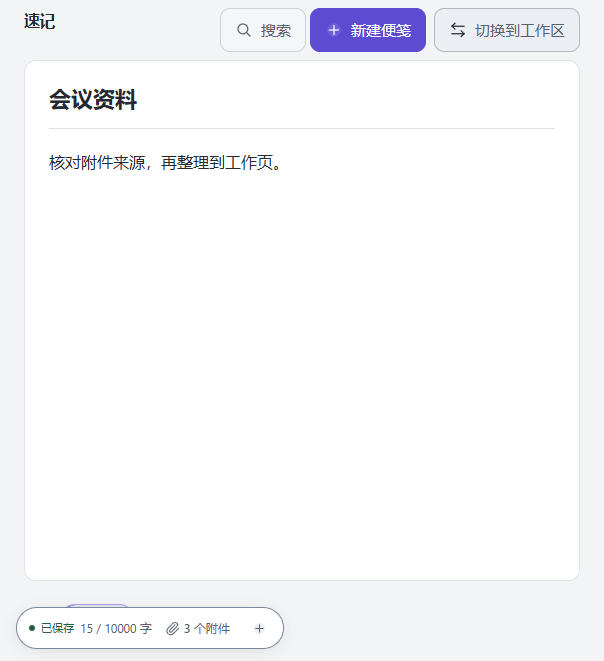 速记
搜索
新建便笺
切换到工作区
会议资料
核对附件来源，再整理到工作页。
已保存 15 / 10000 字 3 个附件 +